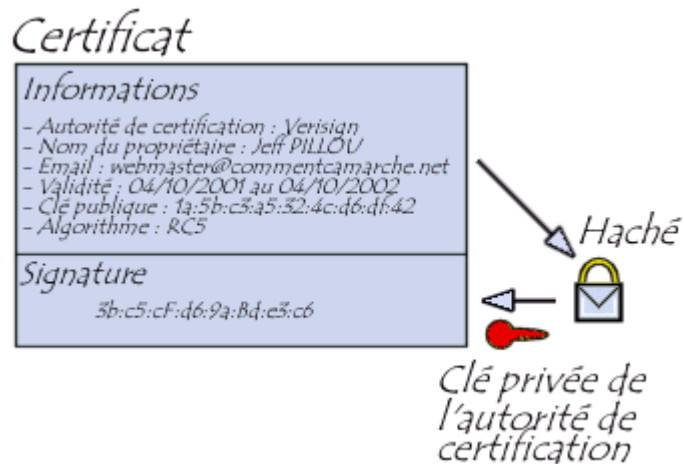 Certificat
Informations
- Autorité de certification : Verisign
- Nom du propriétaire : Jeff PILLOU
- Email : webmaster@commentcamarche.net
- Validité : 04/10/2001 au 04/10/2002
- Clé publique : 1a:5b:c3:a5:32:4c:d6:df:42
- Algorithme : RC5
Haché
Signature
3b:c5:cF:d6:9a:Bd:e3:c6
Clé privée de
l'autorité de
certification